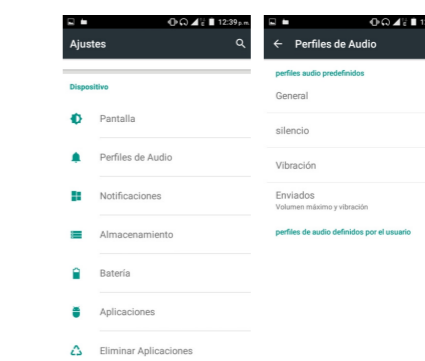 12:39 p.m.
Ajustes
Dispositivo
Pantalla
Perfiles de Audio
Notificaciones
Almacenamiento
Batería
Aplicaciones
Eliminar Aplicaciones
Perfiles de Audio
perfiles audio predefinidos
General
silencio
Vibración
Enviados
Volumen máximo y vibración
perfiles de audio definidos por el usuario